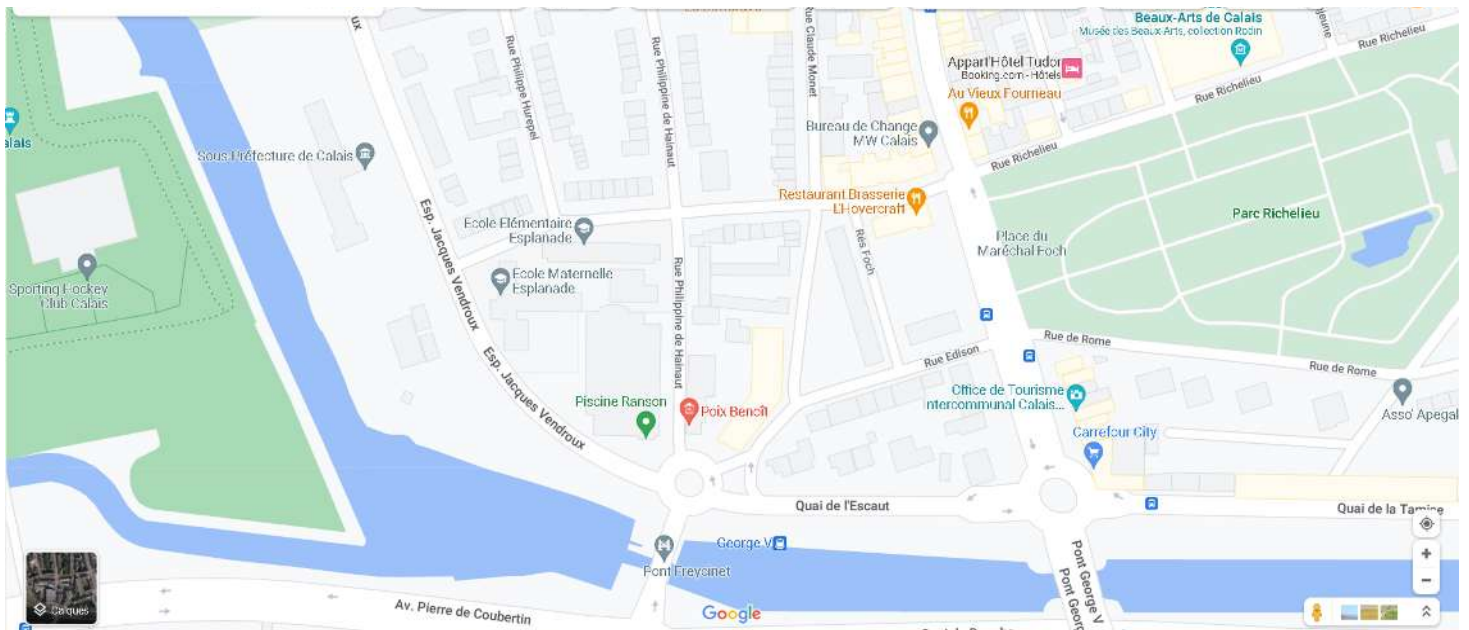 Beaux-Arts de Calais
Musée des Beaux-Arts, collection Rodin
Rue Richelieu
Rue Philippe Hurepel
Rue Philippine de Hainaut
Rue Claude Monet
Appart'Hôtel Tudor
Booking.com - Hôtels
Au Vieux Fourneau
Rue Richelieu
Bureau de Change
MW Calais
Sous-Préfecture de Calais
Rue Richelieu
Restaurant Brasserie
L'Hovercraft
Parc Richelieu
Esp. Jacques Vendroux
Ecole Elémentaire
Esplanade
Place du
Maréchal Foch
Rés Foch
Sporting Hockey
Club Calais
Ecole Maternelle
Esplanade
Rue Philippine de Hainaut
Esp. Jacques Vendroux
Rue Edison
Rue de Rome
Rue de Rome
Office de Tourisme
ntercommunal Calais...
Piscine Ranson
Poix Benoît
Asso' Apegal
Carrefour City
Quai de l'Escaut
Quai de la Tamise
George V
Pont Freycinet
Pont George V
Calques
Av. Pierre de Coubertin
Google